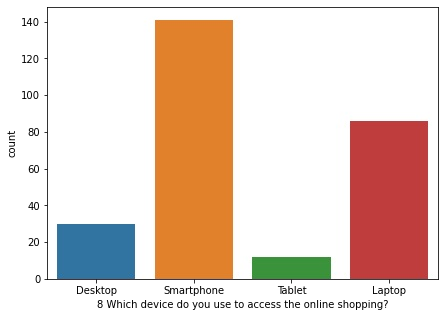 140
120
100
80
60
40
20
0
count
Desktop Smartphone Tablet Laptop
8 Which device do you use to access the online shopping?